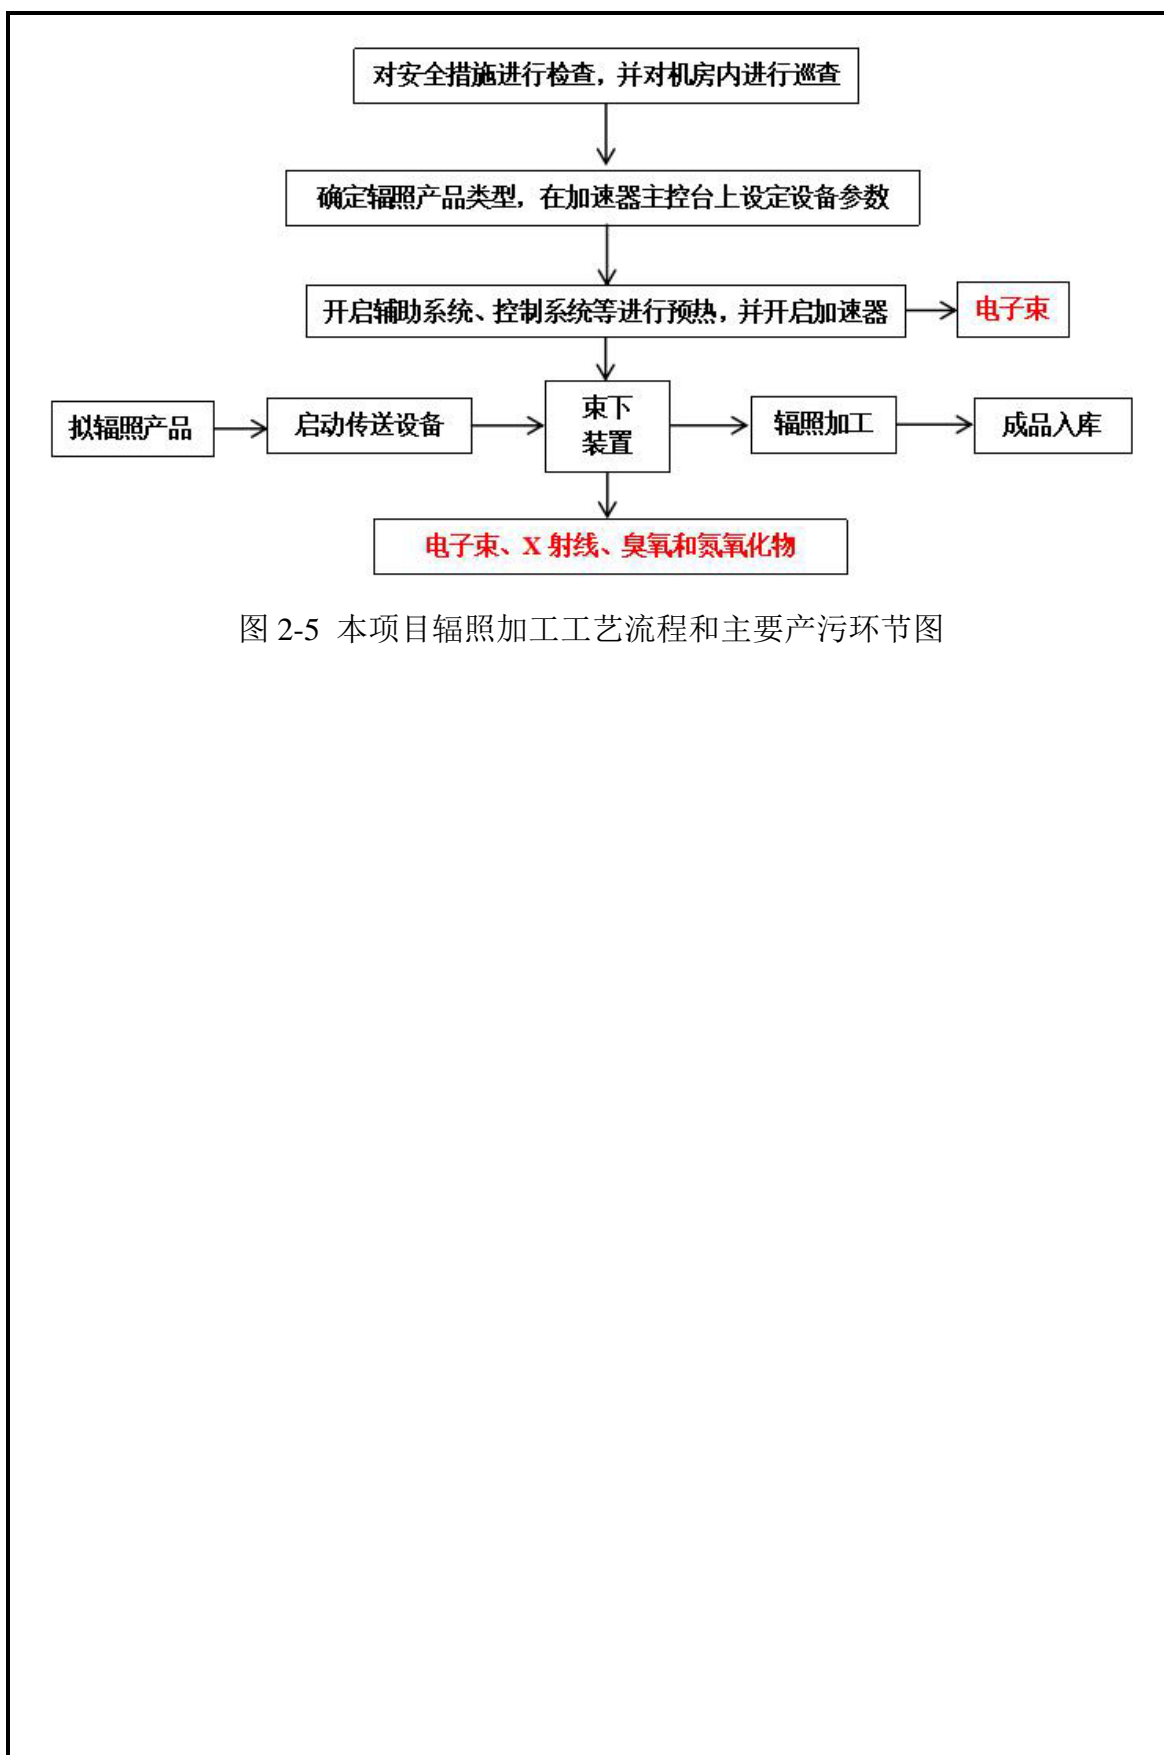 对安全措施进行检查，并对机房内进行巡查
确定辐照产品类型，在加速器主控台上设定设备参数
开启辅助系统、控制系统等进行预热，并开启加速器
电子束
拟辐照产品
启动传送设备
束下
装置
辐照加工
成品入库
电子束、X 射线、臭氧和氮氧化物
图 2-5 本项目辐照加工工艺流程和主要产污环节图